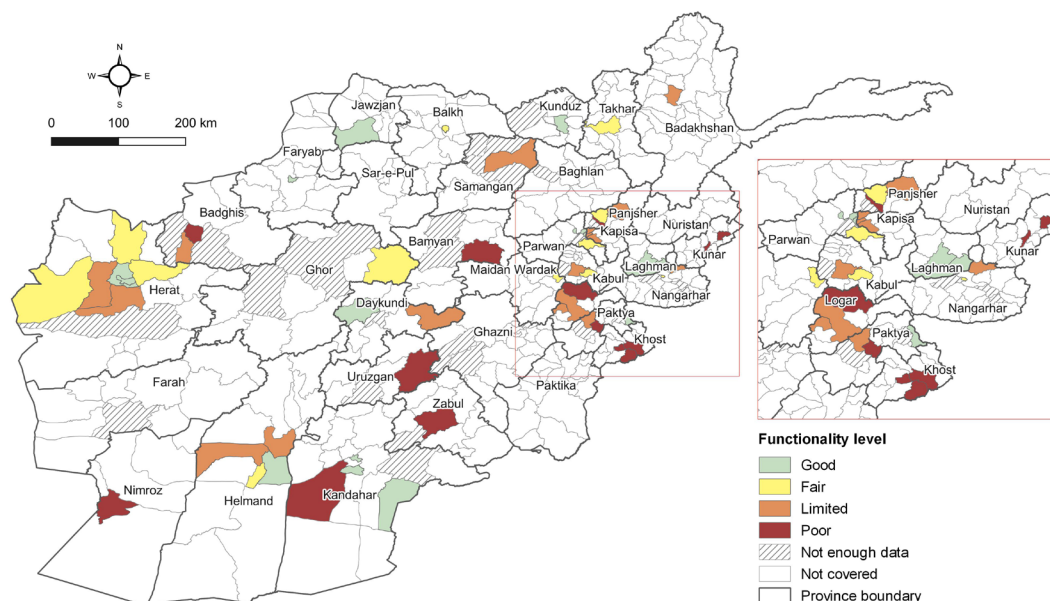 N
W E
S
0 100 200 km
Jawzjan
Balkh
Kunduz
Takhar
Badakhshan
Faryab
Sar-e-Pul
Samangan
Baghlan
Badghis
Bamyan
Panjsher
Kapisa
Nuristan
Parwan
Kunar
Ghor
Maidan Wardak
Laghman
Kabul
Herat
Nangarhar
Daykundi
Paktya
Ghazni
Khost
Uruzgan
Farah
Zabul
Paktika
Nimroz
Helmand
Kandahar
Panjsher
Nuristan
Kapisa
Parwan
Kunar
Laghman
Kabul
Logar
Nangarhar
Paktya
Khost
Functionality level
Good
Fair
Limited
Poor
Not enough data
Not covered
Province boundary